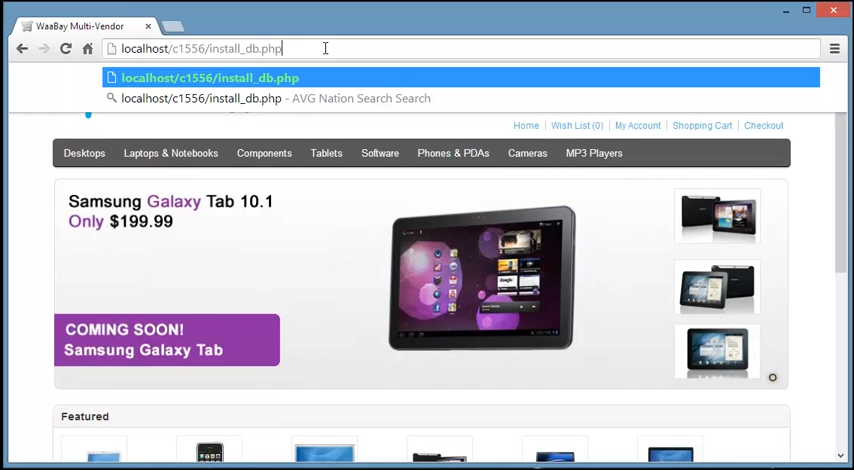 WaaBay Multi-Vendor
localhost/c1556/install_db.php
localhost/c1556/install_db.php
localhost/c1556/install_db.php - AVG Nation Search Search
Home Wish List (0) My Account Shopping Cart Checkout
Desktops Laptops & Notebooks Components Tablets Software Phones & PDAs Cameras MP3 Players
Samsung Galaxy Tab 10.1
Only $199.99
COMING SOON!
Samsung Galaxy Tab
Featured